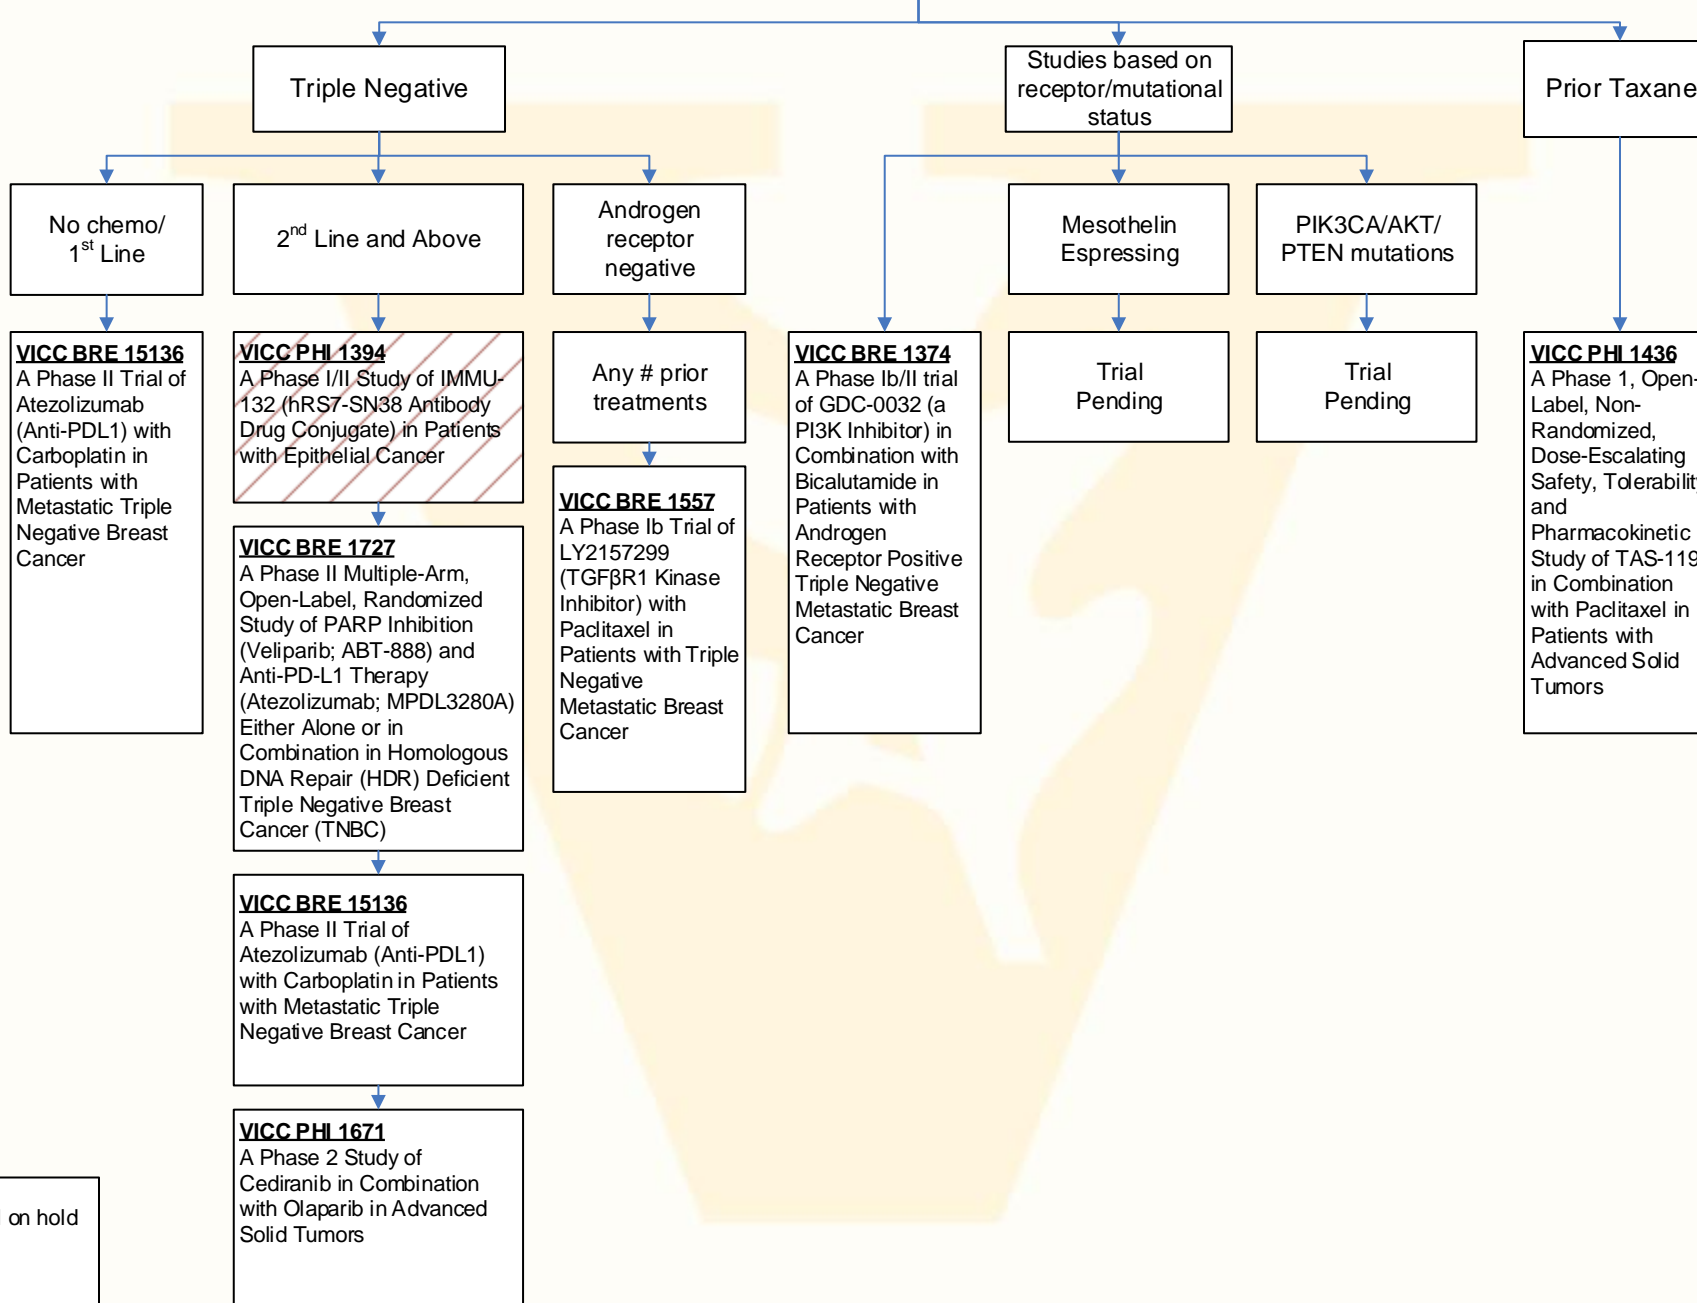 Triple Negative
Studies based on
receptor/mutational
status
Prior Taxane
No chemo/
1st Line
2nd Line and Above
Androgen
receptor
negative
Mesothelin
Espressing
PIK3CA/AKT/
PTEN mutations
VICC BRE 15136
A Phase II Trial of
Atezolizumab
(Anti-PDL1) with
Carboplatin in
Patients with
Metastatic Triple
Negative Breast
Cancer
VICC PHI 1394
A Phase I/II Study of IMMU-
132 (hRS7-SN38 Antibody
Drug Conjugate) in Patients
with Epithelial Cancer
Any # prior
treatments
VICC BRE 1374
A Phase Ib/II trial
of GDC-0032 (a
PI3K Inhibitor) in
Combination with
Bicalutamide in
Patients with
Androgen
Receptor Positive
Triple Negative
Metastatic Breast
Cancer
Trial
Pending
Trial
Pending
VICC PHI 1436
A Phase 1, Open-
Label, Non-
Randomized,
Dose-Escalating
Safety, Tolerability
and
Pharmacokinetic
Study of TAS-119
in Combination
with Paclitaxel in
Patients with
Advanced Solid
Tumors
VICC BRE 1557
A Phase Ib Trial of
LY2157299
(TGFβR1 Kinase
Inhibitor) with
Paclitaxel in
Patients with Triple
Negative
Metastatic Breast
Cancer
VICC BRE 1727
A Phase II Multiple-Arm,
Open-Label, Randomized
Study of PARP Inhibition
(Veliparib; ABT-888) and
Anti-PD-L1 Therapy
(Atezolizumab; MPDL3280A)
Either Alone or in
Combination in Homologous
DNA Repair (HDR) Deficient
Triple Negative Breast
Cancer (TNBC)
VICC BRE 15136
A Phase II Trial of
Atezolizumab (Anti-PDL1)
with Carboplatin in Patients
with Metastatic Triple
Negative Breast Cancer
VICC PHI 1671
A Phase 2 Study of
Cediranib in Combination
with Olaparib in Advanced
Solid Tumors
on hold